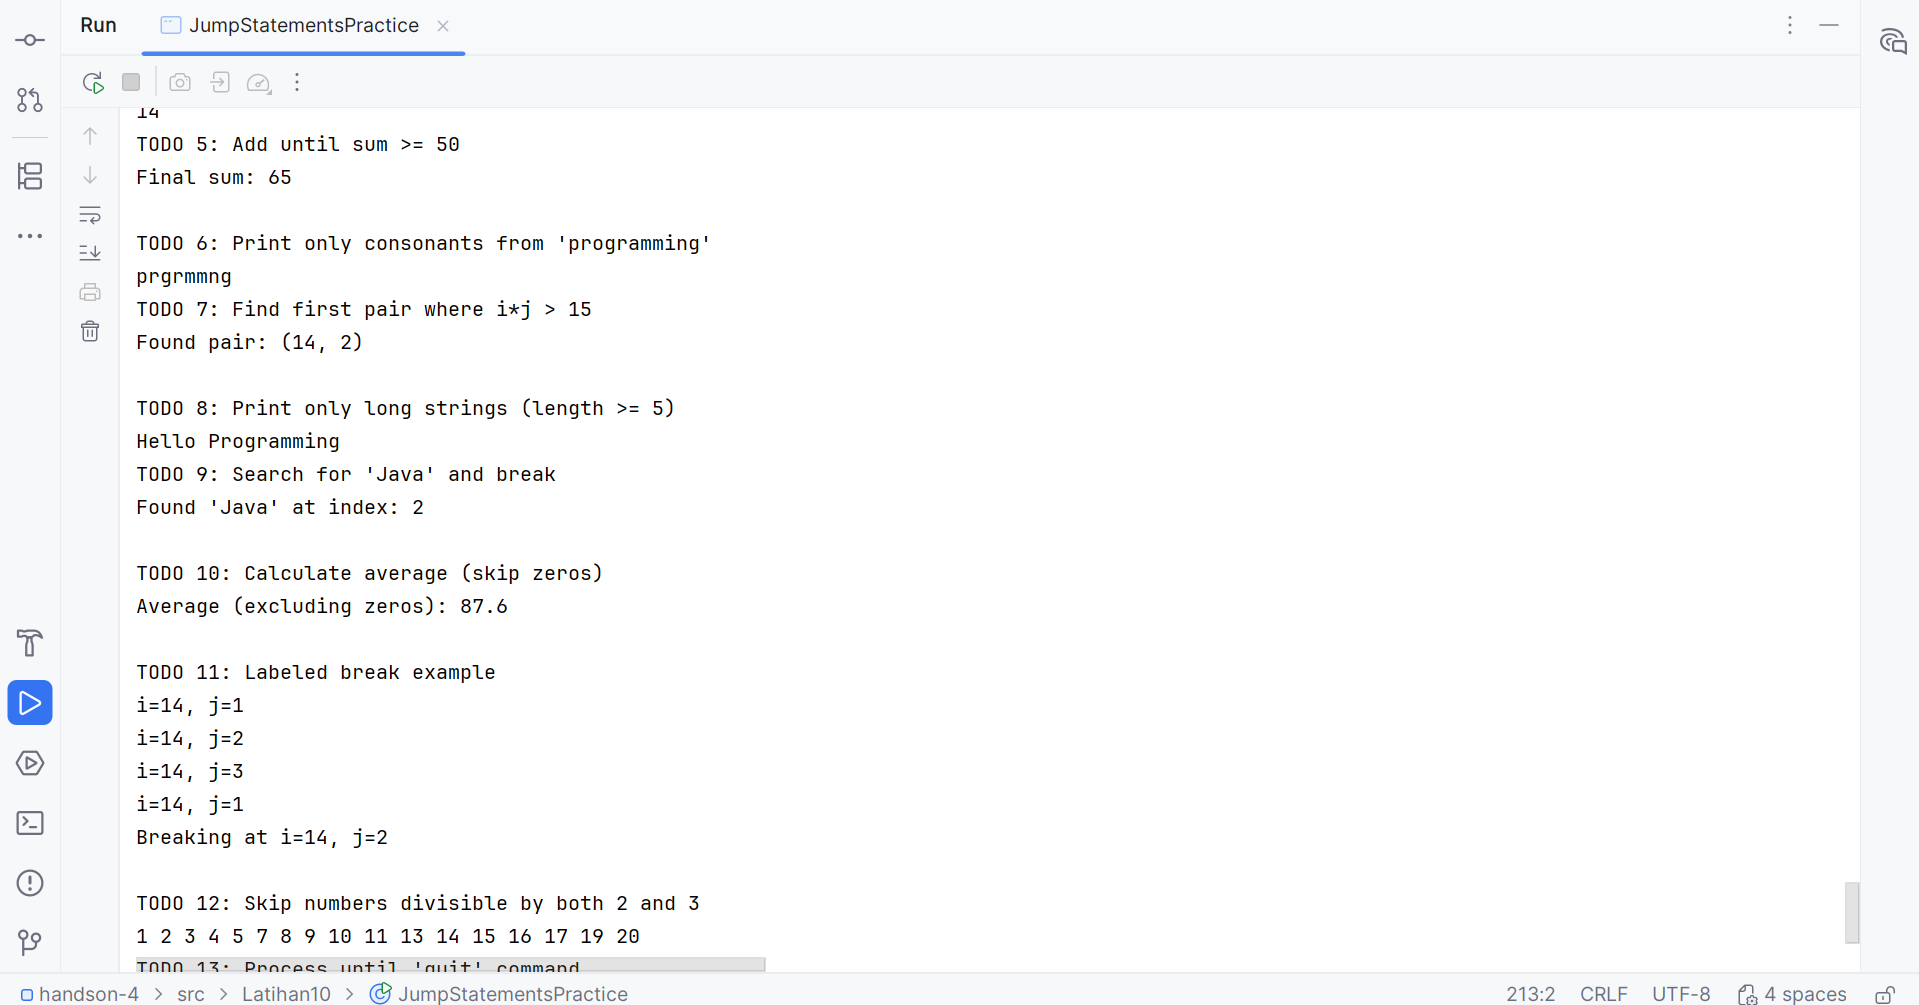 Run JumpStatementsPractice
14
TODO 5: Add until sum >= 50
Final sum: 65
TODO 6: Print only consonants from 'programming'
prgrmmng
TODO 7: Find first pair where i*j > 15
Found pair: (14, 2)
TODO 8: Print only long strings (length >= 5)
Hello Programming
TODO 9: Search for 'Java' and break
Found 'Java' at index: 2
TODO 10: Calculate average (skip zeros)
Average (excluding zeros): 87.6
TODO 11: Labeled break example
i=14, j=1
i=14, j=2
i=14, j=3
i=14, j=1
Breaking at i=14, j=2
TODO 12: Skip numbers divisible by both 2 and 3
1 2 3 4 5 7 8 9 10 11 13 14 15 16 17 19 20
TODO 13: Process until 'quit' command
handson-4 > src > Latihan10 > JumpStatementsPractice 213:2 CRLF UTF-8 4 spaces